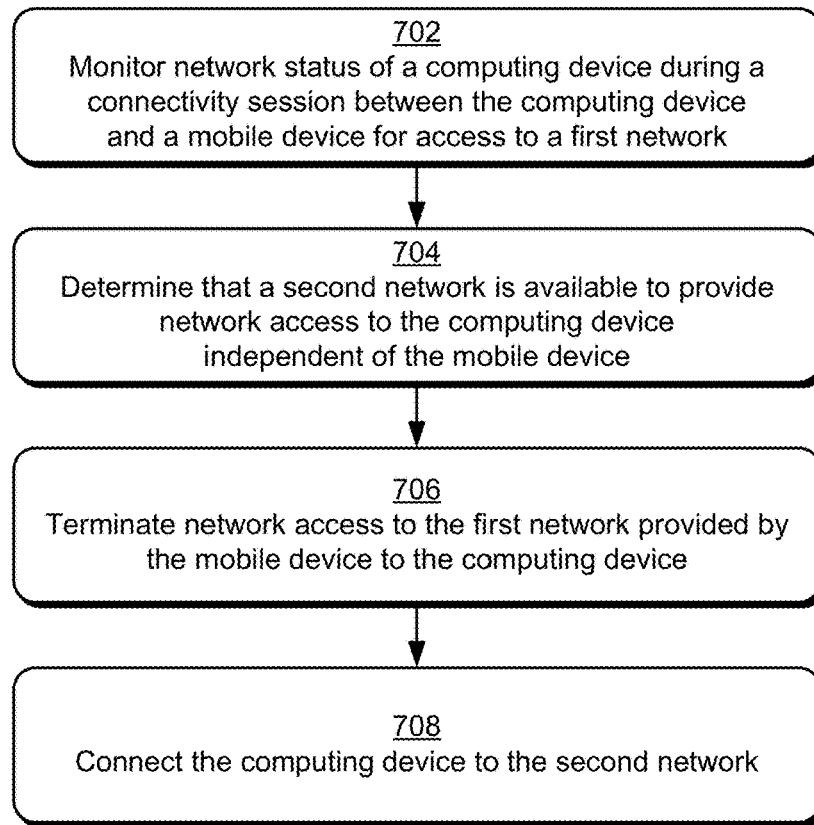 702
Monitor network status of a computing device during a
connectivity session between the computing device
and a mobile device for access to a first network
704
Determine that a second network is available to provide
network access to the computing device
independent of the mobile device
706
Terminate network access to the first network provided by
the mobile device to the computing device
708
Connect the computing device to the second network